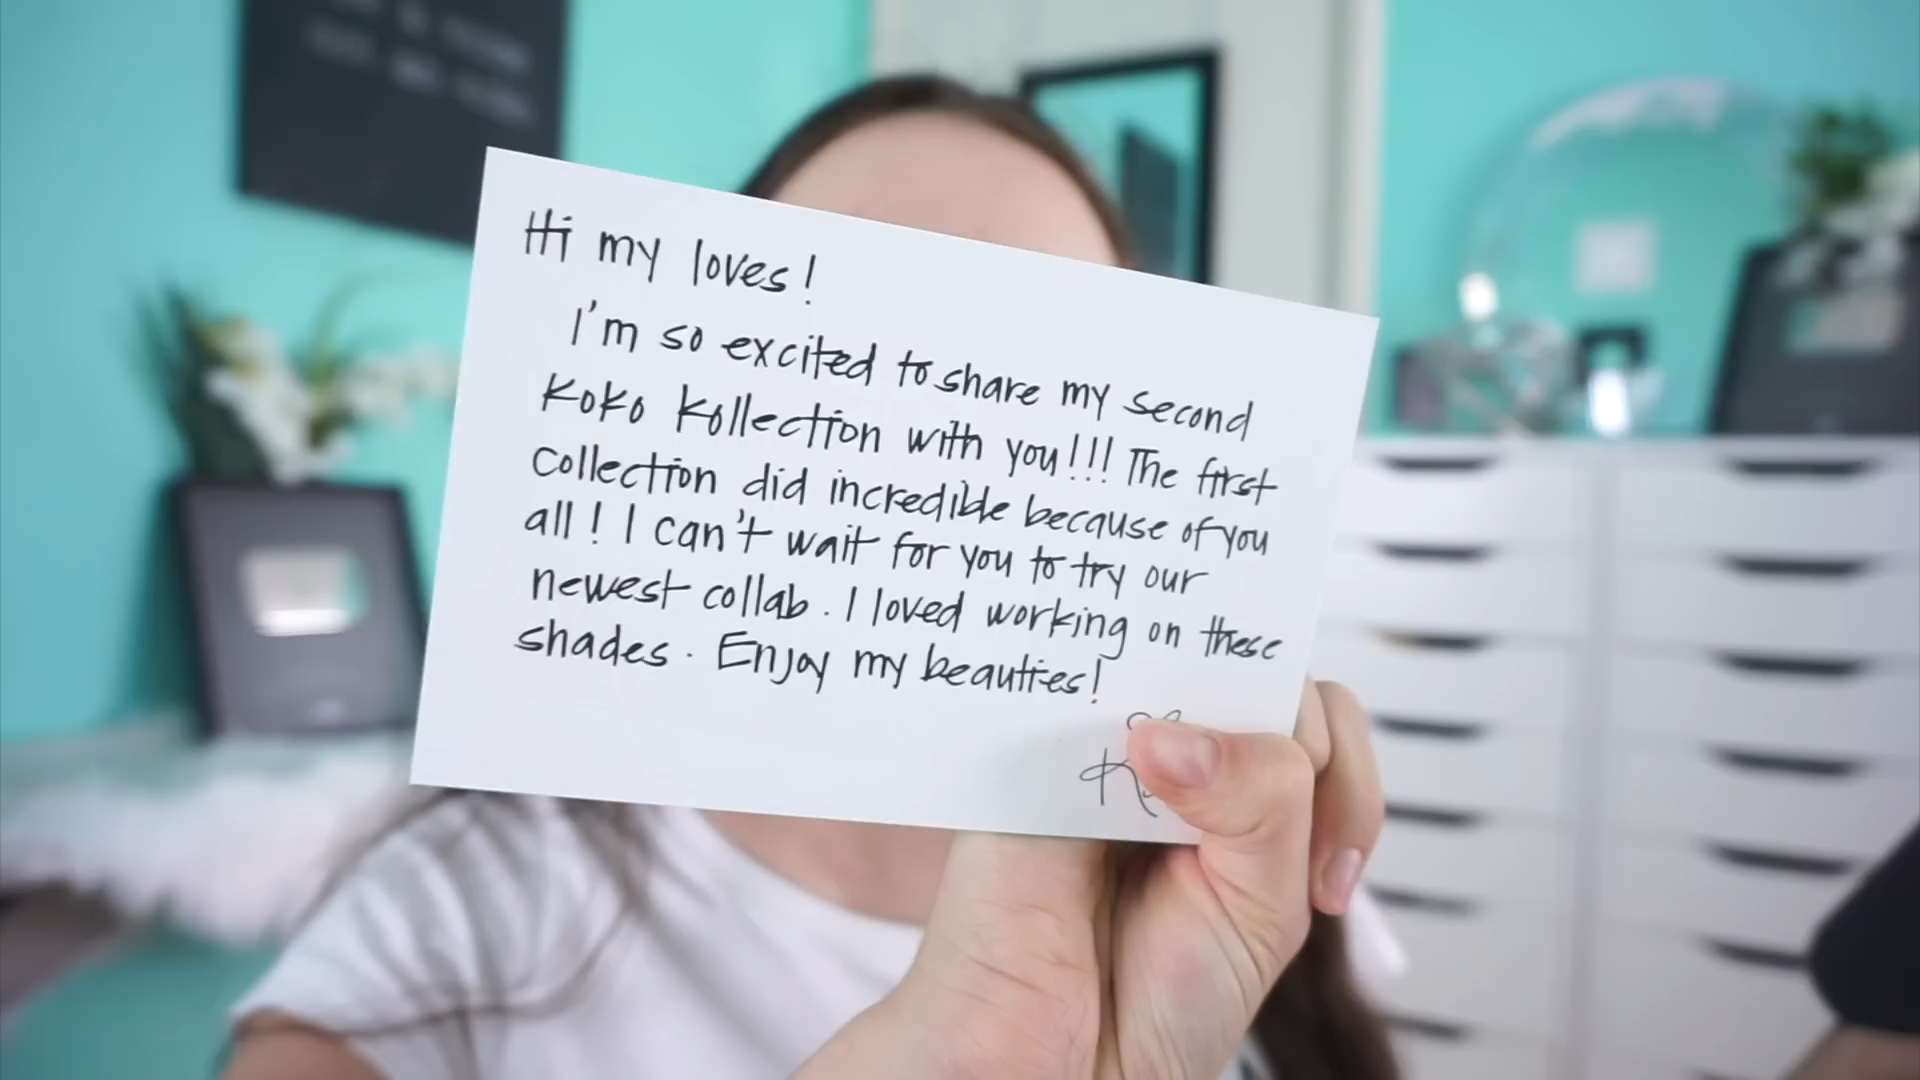 Hi my loves!
I'm so excited to share my second
Koko Kollection with you!!! The first
collection did incredible because of you
all! I can't wait for you to try our
newest collab. I loved working on these
shades. Enjoy my beauties!